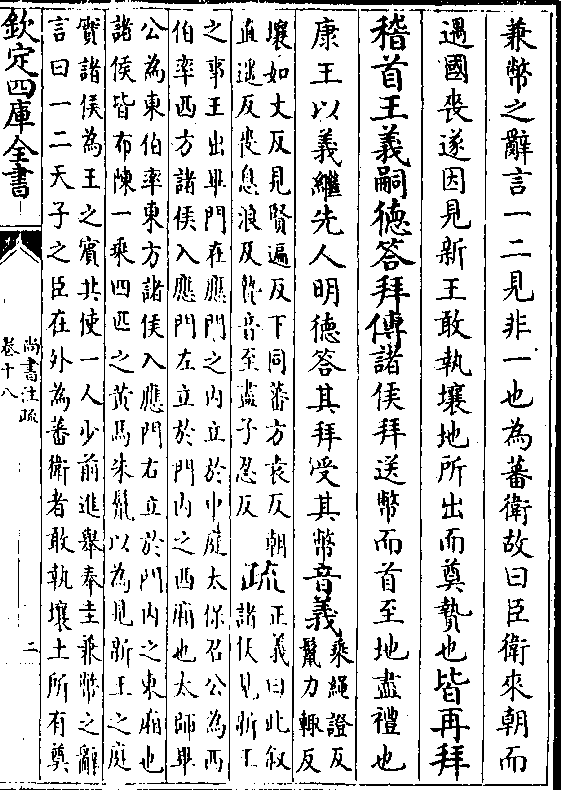 兼幣之辭言一二見非一也為蕃衛故曰臣衛來朝而
遇國喪遂因見新王敢執壤地所出而奠贄也皆再拜
稽首王義嗣德答拜傳諸侯拜送幣而首至地盡禮也
康王以義繼先人明德答其拜受其幣音義
乘繩證反
鬛力輒反
壤如丈反見賢遍反下同蕃方袁反朝
直遥反喪息浪反贄音至盡子忍反
疏
正義曰此叙
諸侯見新王
之事王出畢門在應門之内立於中庭太保召公為西
伯率西方諸侯入應門左立於門内之西廂也太師畢
公為東伯率東方諸侯入應門右立於門内之東廂也
諸侯皆布陳一乘四匹之黄馬朱鬛以為見新王之庭
實諸侯為王之賓共使一人少前進舉奉圭兼幣之辭
言曰一二天子之臣在外為蕃衛者敢執壤土所有奠
欽定四庫全書
尚書注疏
卷十八
二